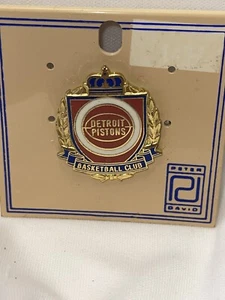 DETROIT
PISTONS
BASKETBALL CLUB
PETER
DAVID